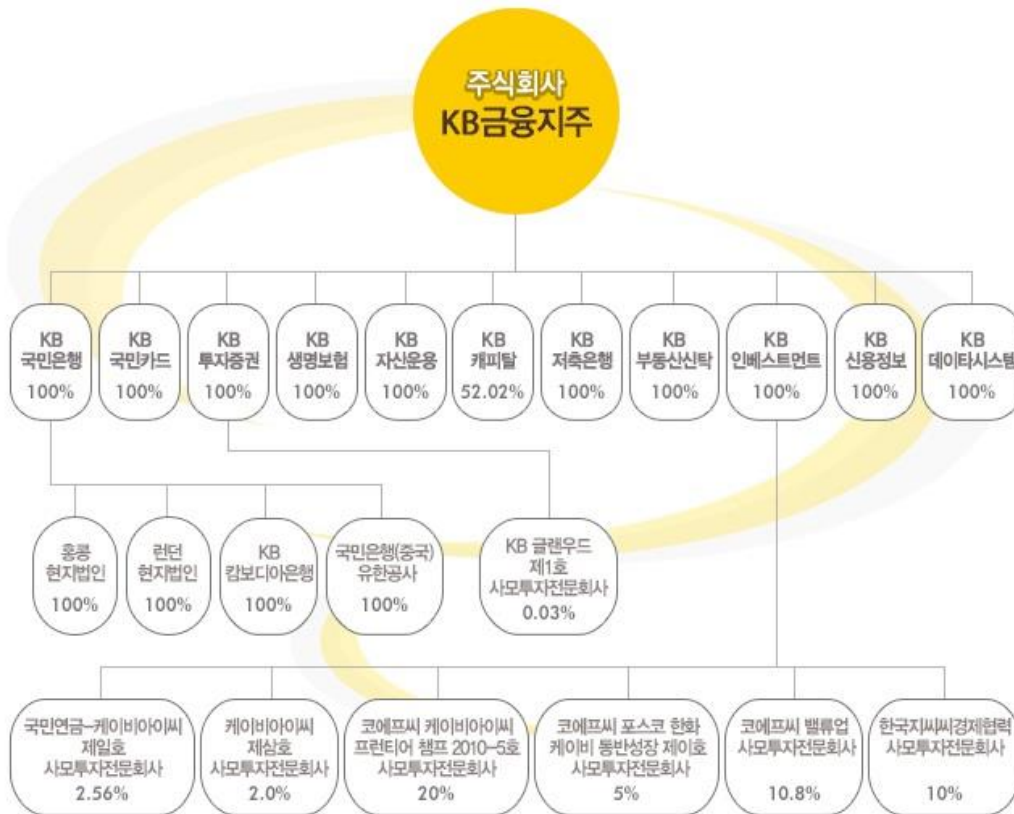 주식회사
KB금융지주
KB
국민은행
100%
KB
국민카드
100%
KB
투자증권
100%
KB
생명보험
100%
KB
자산운용
100%
KB
캐피탈
52.02%
KB
저축은행
100%
KB
부동산신탁
100%
KB
인베스트먼트
100%
KB
신용정보
100%
KB
데이타시스템
100%
홍콩
현지법인
100%
런던
현지법인
100%
KB
캄보디아은행
100%
국민은행(중국)
유한공사
100%
KB 글랜우드
제1호
사모투자전문회사
0.03%
국민연금-케이비아이씨
제일호
사모투자전문회사
2.56%
케이비아이씨
제삼호
사모투자전문회사
2.0%
코에프씨 케이비아이씨
프런티어 챔프 2010-5호
사모투자전문회사
20%
코에프씨 포스코 한화
케이비 동반성장 제이호
사모투자전문회사
5%
코에프씨 밸류업
사모투자전문회사
10.8%
한국지씨씨경제협력
사모투자전문회사
10%